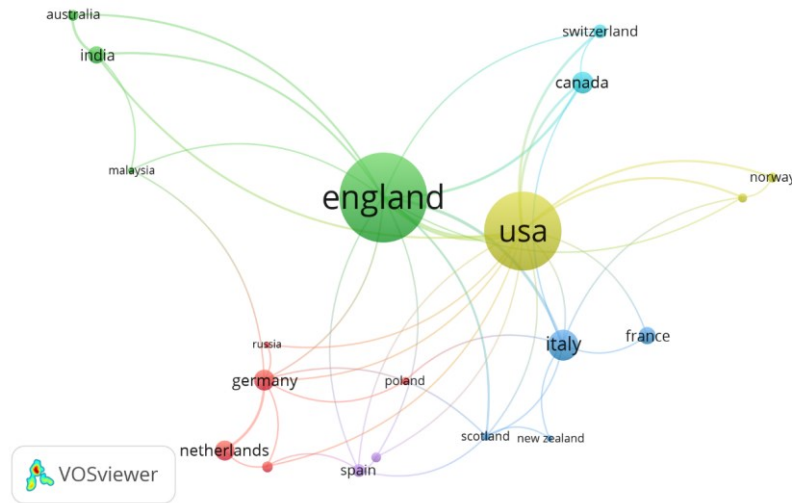 australia
switzerland
india
canada
malaysia
norway
england
usa
russia
italy
france
germany
poland
scotland
new zealand
netherlands
spain
VOSviewer